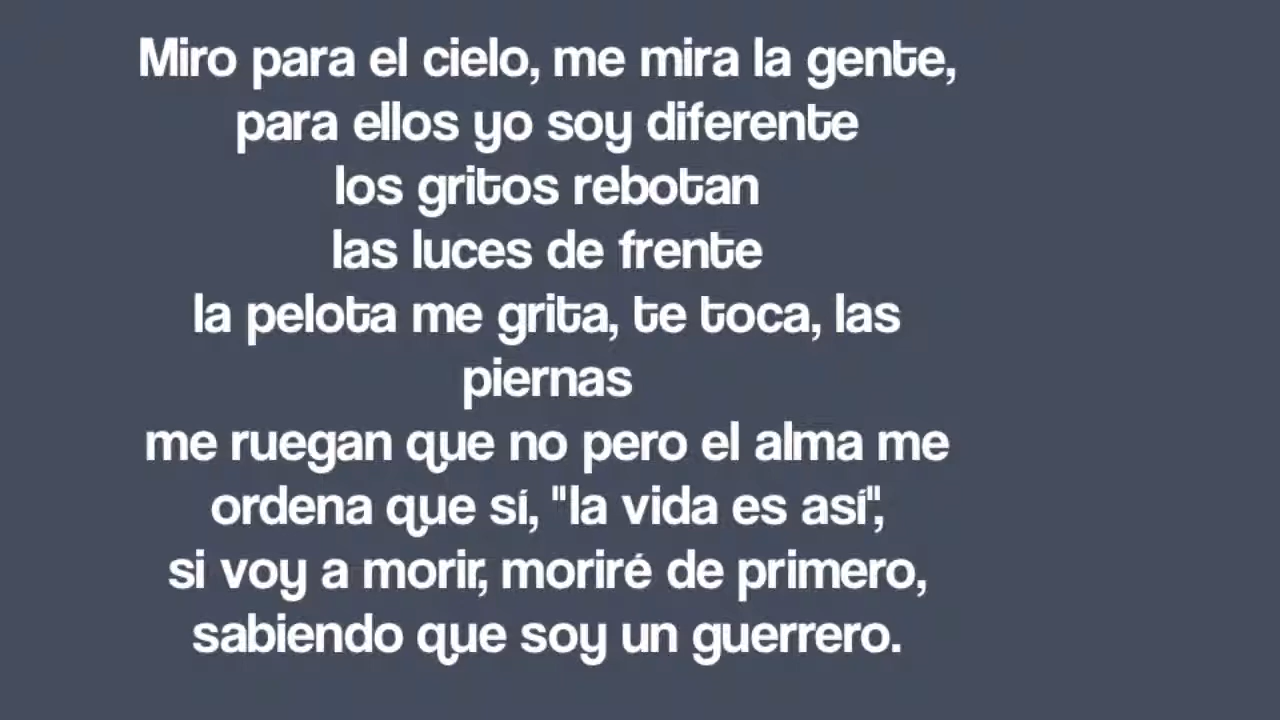 Miro para el cielo, me mira la gente,
para ellos yo soy diferente
los gritos rebotan
las luces de frente
la pelota me grita, te toca, las
piernas
me ruegan que no pero el alma me
ordena que sí, "la vida es así",
si voy a morir, moriré de primero,
sabiendo que soy un guerrero.